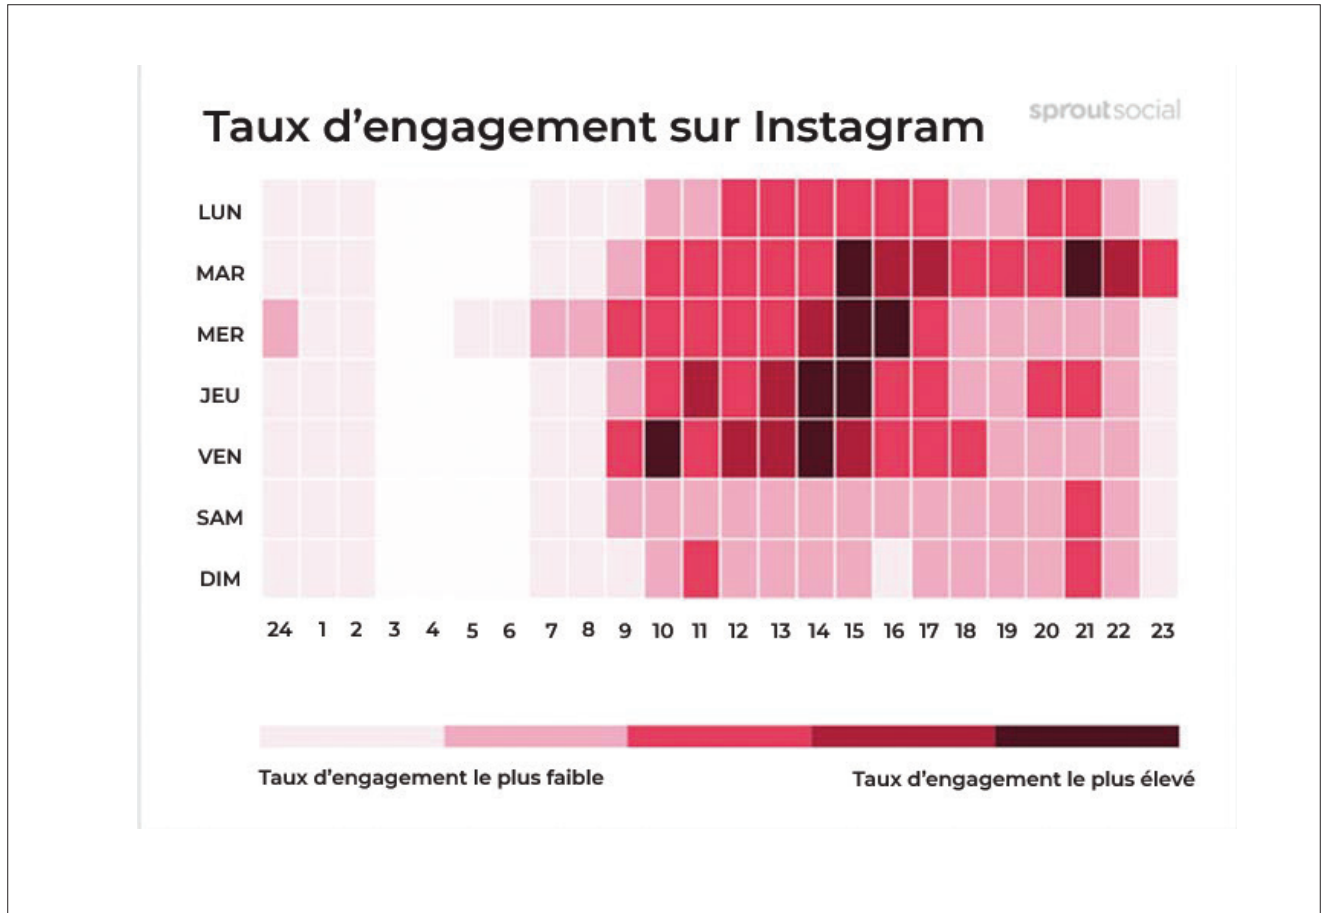 Taux d’engagement sur Instagram
sproutsocial
LUN
MAR
MER
JEU
VEN
SAM
DIM
24 1 2 3 4 5 6 7 8 9 10 11 12 13 14 15 16 17 18 19 20 21 22 23
Taux d’engagement le plus faible
Taux d’engagement le plus élevé